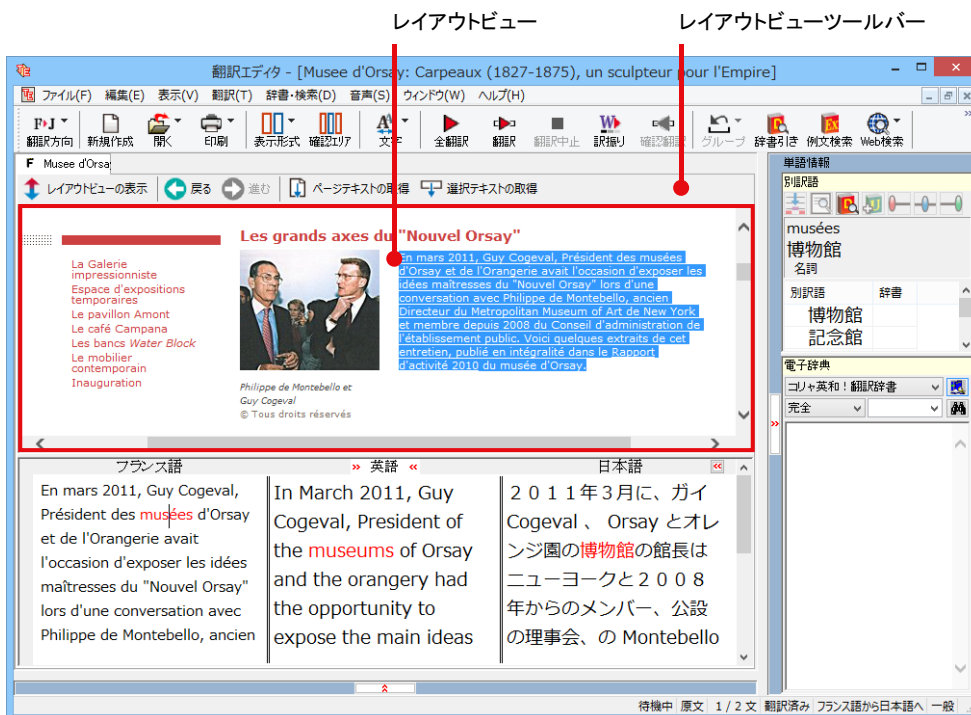 レイアウトビュー
レイアウトビューツールバー
翻訳エディタ - [Musee d'Orsay: Carpeaux (1827-1875), un sculpteur pour l'Empire]
ファイル(F) 編集(E) 表示(V) 翻訳(T) 辞書・検索(D) 音声(S) ウィンドウ(W) ヘルプ(H)
翻訳方向 新規作成 開く 印刷 表示形式 確認エリア 文字 全翻訳 翻訳 翻訳中止 訳振り 確認翻訳 グループ 辞書引き 例文検索 Web検索
F Musee d'Orsa
レイアウトビューの表示 戻る 進む ページテキストの取得 選択テキストの取得
Les grands axes du "Nouvel Orsay"
La Galerie
impressionniste
Espace d'expositions
temporaires
Le pavillon Amont
Le café Campana
Les bancs Water Block
Le mobilier
contemporain
Inauguration
Philippe de Montebello et
Guy Cogeval
© Tous droits réservés
En mars 2011, Guy Cogeval, Président des musées
d'Orsay et de l'Orangerie avait l'occasion d'exposer les
idées maîtresses du "Nouvel Orsay" lors d'une
conversation avec Philippe de Montebello, ancien
Directeur du Metropolitan Museum of Art de New York
et membre depuis 2008 du Conseil d'administration de
l'établissement public. Voici quelques extraits de cet
entretien, publié en intégralité dans le Rapport
d'activité 2010 du musée d'Orsay.
フランス語
En mars 2011, Guy Cogeval,
Président des musées d'Orsay
et de l'Orangerie avait
l'occasion d'exposer les idées
maîtresses du "Nouvel Orsay"
lors d'une conversation avec
Philippe de Montebello, ancien
» 英語 «
In March 2011, Guy
Cogeval, President of
the museums of Orsay
and the orangery had
the opportunity to
expose the main ideas
日本語
２０１１年３月に、ガイ
Cogeval 、 Orsay とオレ
ンジ園の博物館の館長は
ニューヨークと２００８
年からのメンバー、公設
の理事会、の Montebello
単語情報
別訳語
musées
博物館
名詞
別訳語 辞書
博物館
記念館
電子辞典
コリャ英和！翻訳辞書
完全
待機中 原文 1 / 2 文 翻訳済み フランス語から日本語へ 一般